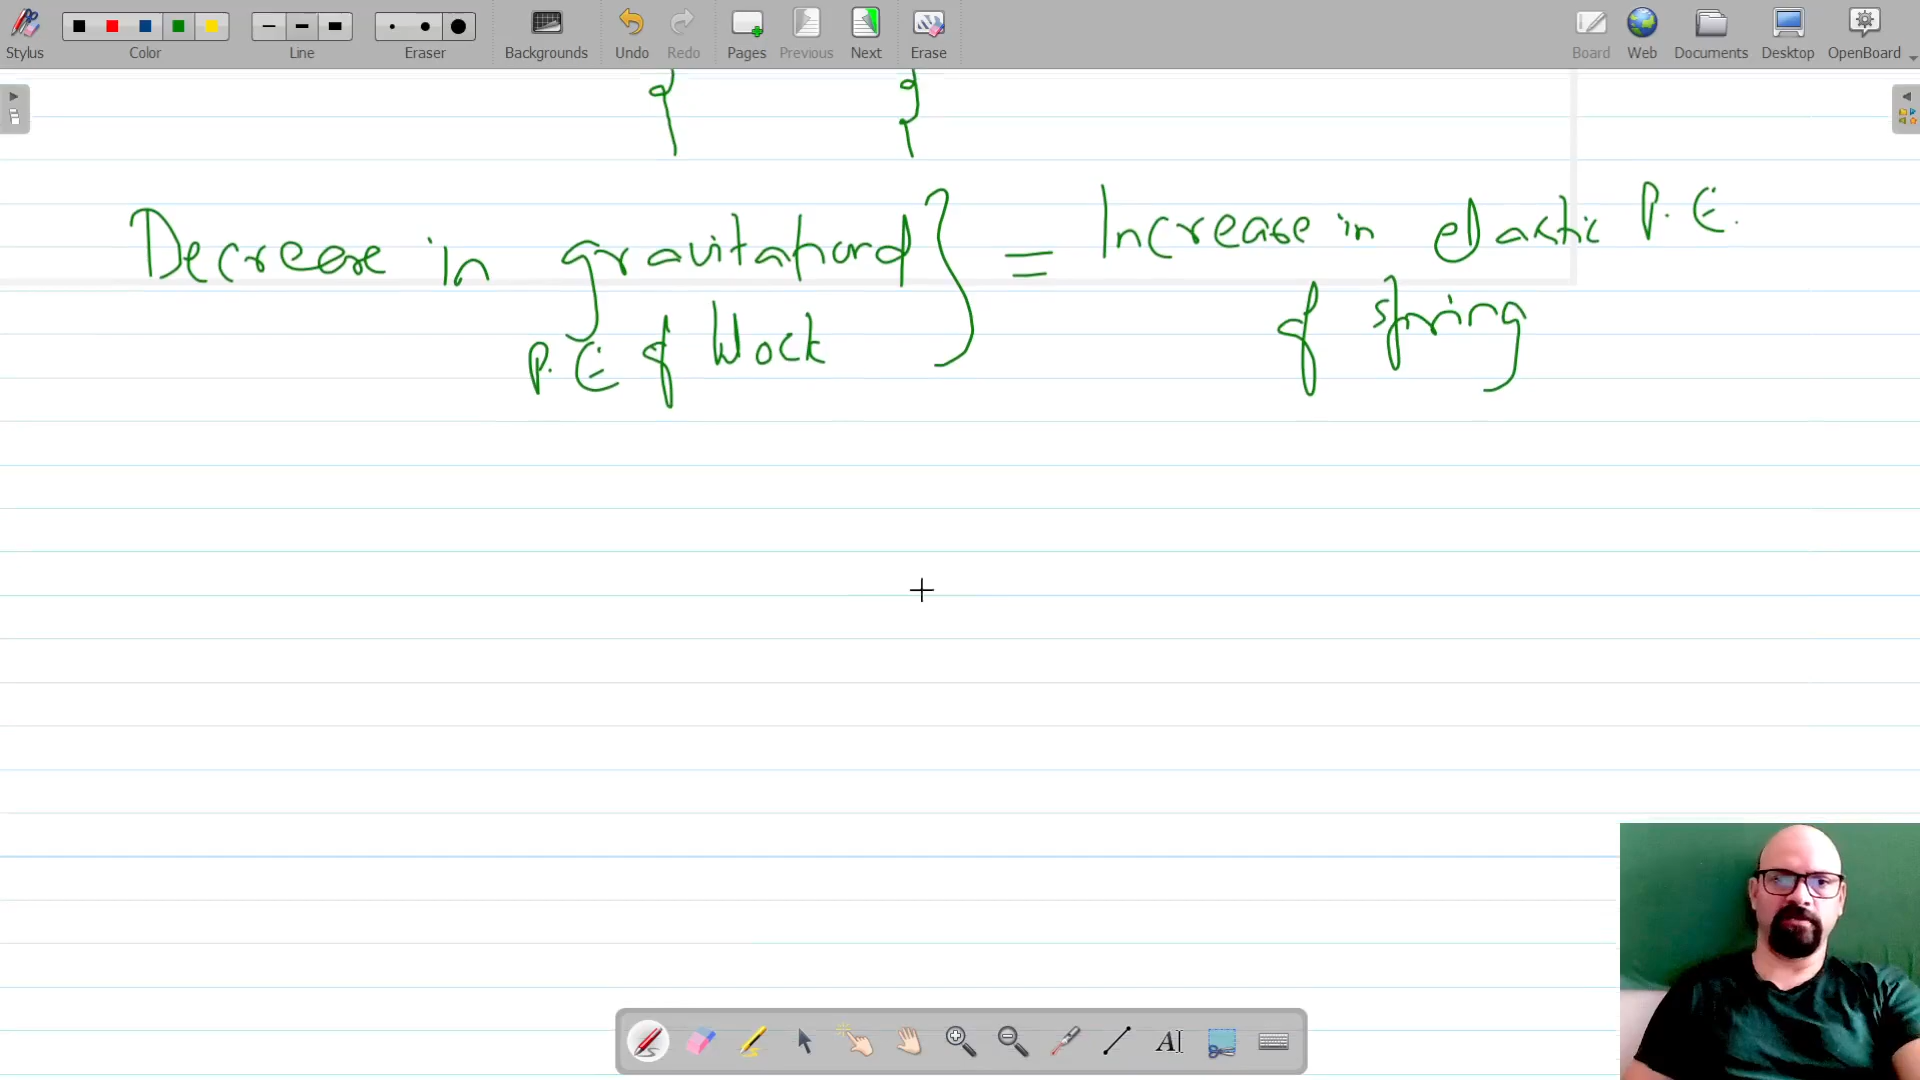 Stylus Color Line Eraser Backgrounds Undo Redo Pages Previous Next Erase Board Web Documents Desktop OpenBoard
Decrease in gravitational } = Increase in elastic P.E.
P.E of block of spring